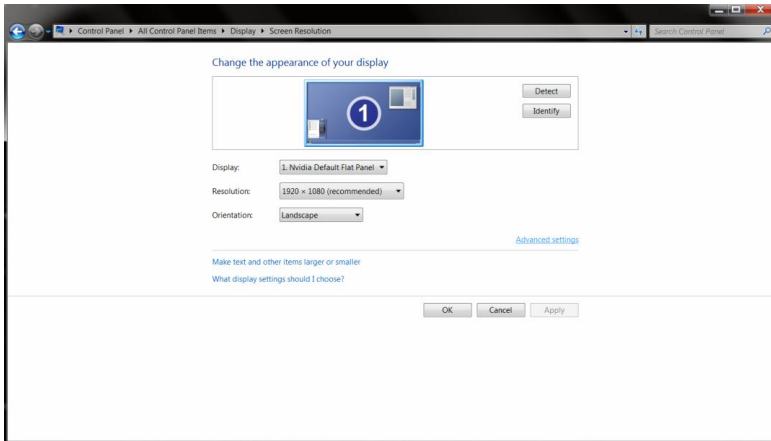 Control Panel ▸ All Control Panel Items ▸ Display ▸ Screen Resolution
Search Control Panel
Change the appearance of your display
1
Detect
Identify
Display: 1. Nvidia Default Flat Panel
Resolution: 1920 × 1080 (recommended)
Orientation: Landscape
Advanced settings
Make text and other items larger or smaller
What display settings should I choose?
OK Cancel Apply